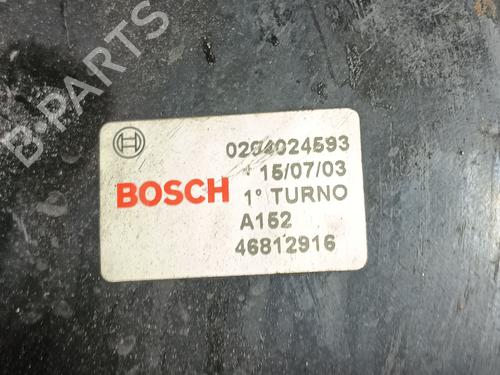 B-PARTS
0204024593
15/07/03
BOSCH
1° TURNO
A152
46812916